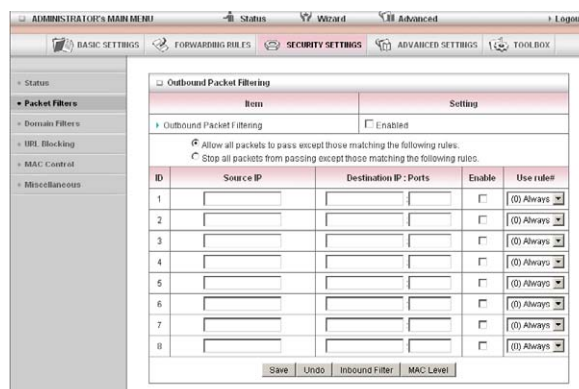 ADMINISTRATOR's MAIN MENU Status Wizard Advanced Logout
BASIC SETTINGS FORWARDING RULES SECURITY SETTINGS ADVANCED SETTINGS TOOLBOX
Status
Packet Filters
Domain Filters
URL Blocking
MAC Control
Miscellaneous
Outbound Packet Filtering
Item Setting
Outbound Packet Filtering Enabled
Allow all packets to pass except those matching the following rules.
Stop all packets from passing except those matching the following rules.
ID Source IP Destination IP : Ports Enable Use rule#
1 : (0) Always
2 : (0) Always
3 : (0) Always
4 : (0) Always
5 : (0) Always
6 : (0) Always
7 : (0) Always
8 : (0) Always
Save Undo Inbound Filter MAC Level